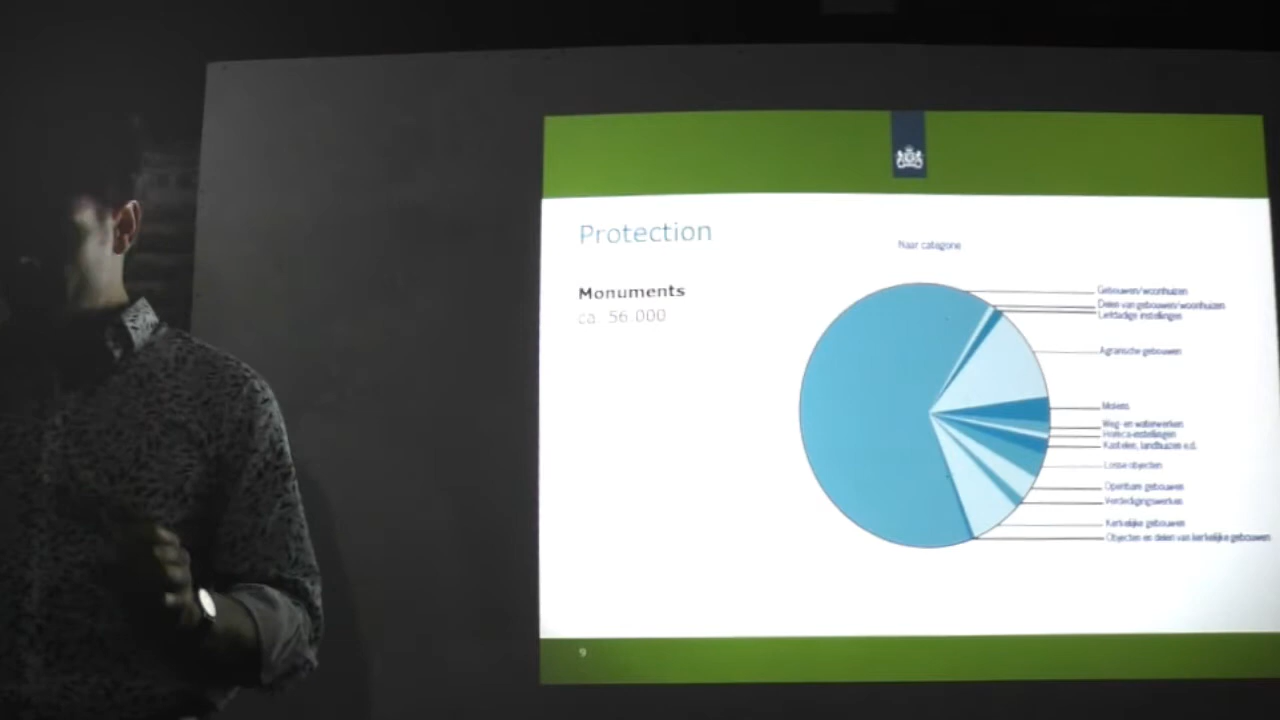 Protection
Naar categorie
Monuments
ca. 56.000
Gebouwen/woonhuizen
Delen van gebouwen/woonhuizen
Liefdadige instellingen
Agrarische gebouwen
Molens
Weg- en waterwerken
Horeca-instellingen
Kastelen, landhuizen e.d.
Losse objecten
Openbare gebouwen
Verdedigingswerken
Kerkelijke gebouwen
Objecten en delen van kerkelijke gebouwen
9